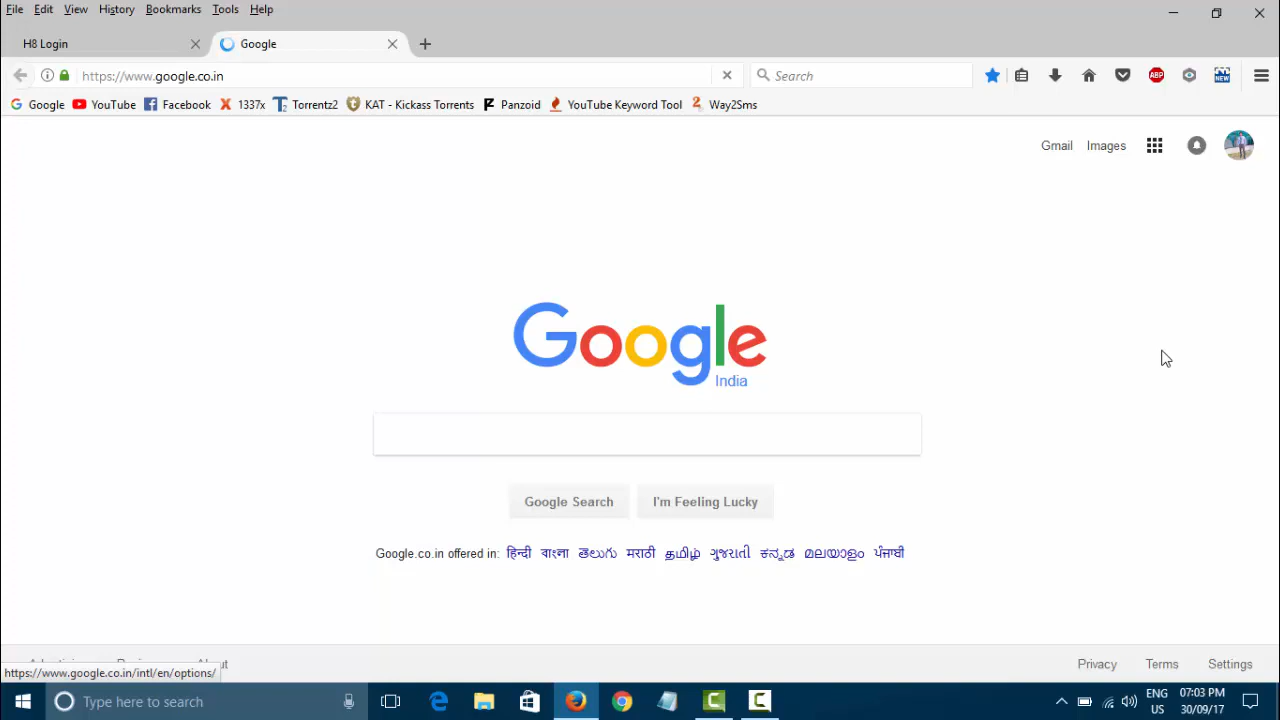 File Edit View History Bookmarks Tools Help
H8 Login Google
https://www.google.co.in Search ABP NEW
Google YouTube Facebook 1337x Torrentz2 KAT - Kickass Torrents Panzoid YouTube Keyword Tool Way2Sms
Gmail Images
Google
India
Google Search I'm Feeling Lucky
Google.co.in offered in: हिन्दी বাংলা తెలుగు मराठी தமிழ் ગુજરાતી ಕನ್ನಡ മലയാളം ਪੰਜਾਬੀ
Privacy Terms Settings
https://www.google.co.in/intl/en/options/
Type here to search ENG 07:03 PM
US 30/09/17